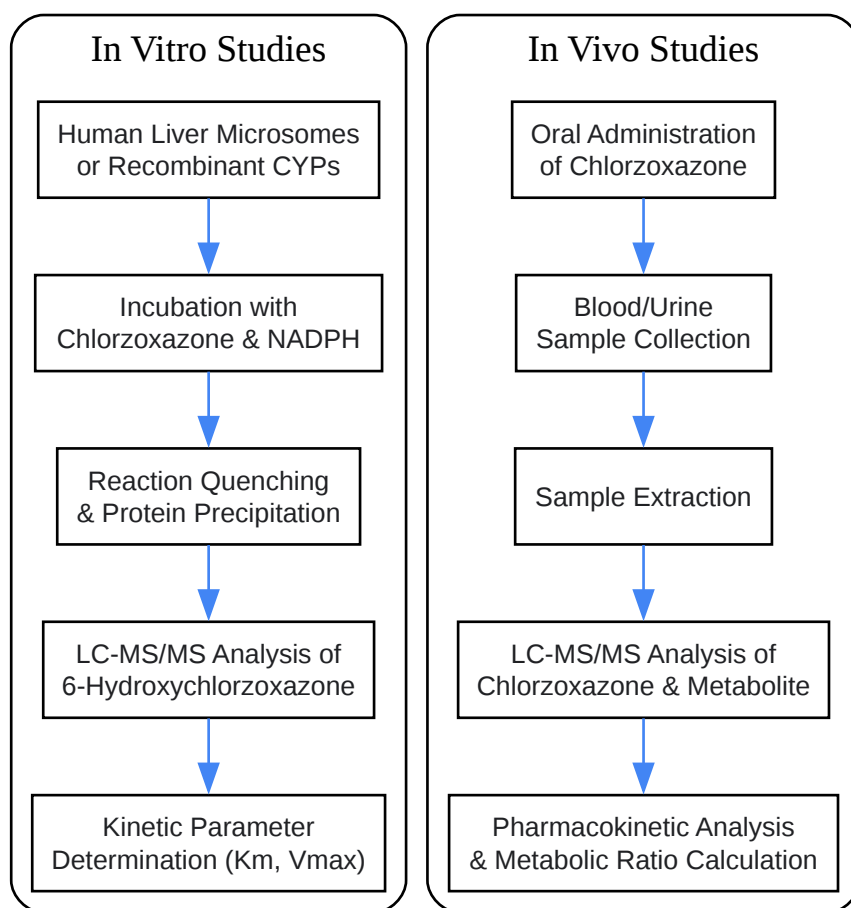 In Vitro Studies
Human Liver Microsomes
or Recombinant CYPs
Incubation with
Chlorzoxazone & NADPH
Reaction Quenching
& Protein Precipitation
LC-MS/MS Analysis of
6-Hydroxychlorzoxazone
Kinetic Parameter
Determination (Km, Vmax)
In Vivo Studies
Oral Administration
of Chlorzoxazone
Blood/Urine
Sample Collection
Sample Extraction
LC-MS/MS Analysis of
Chlorzoxazone & Metabolite
Pharmacokinetic Analysis
& Metabolic Ratio Calculation